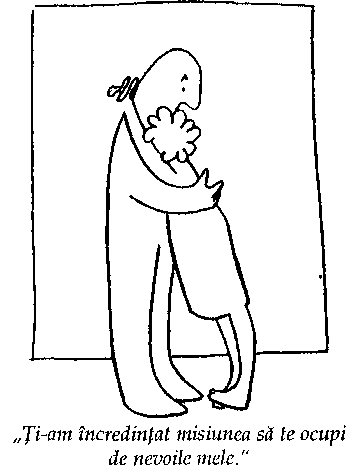 „Ţi-am încredinţat misiunea să te ocupi
de nevoile mele.“